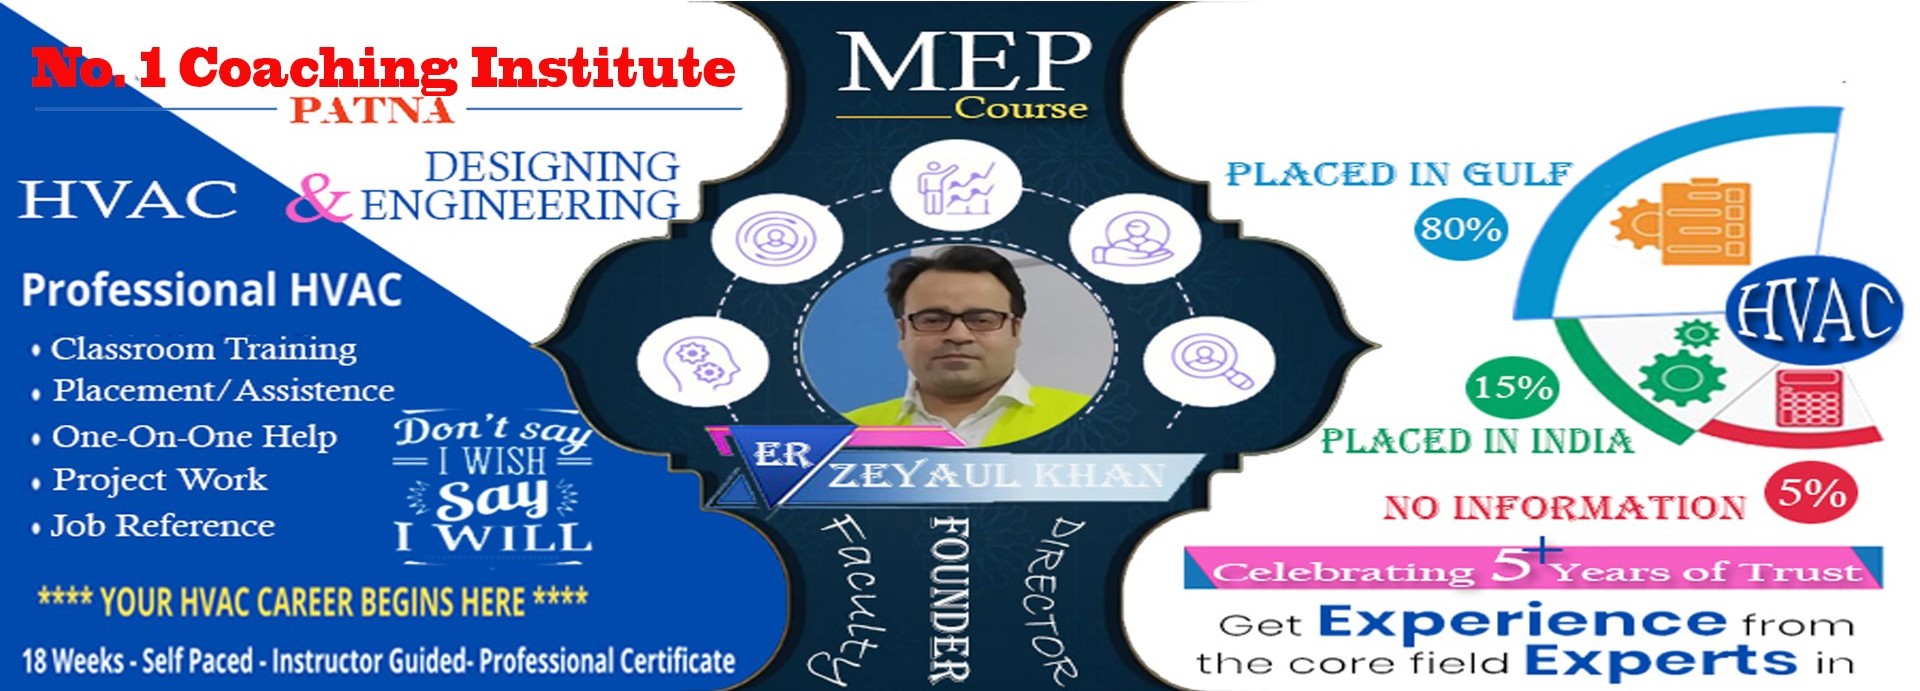 No. 1 Coaching Institute
PATNA
HVAC & DESIGNING
ENGINEERING
Professional HVAC
• Classroom Training
• Placement/Assistence
• One-On-One Help
• Project Work
• Job Reference
Don't say
I WISH
Say
I WILL
**** YOUR HVAC CAREER BEGINS HERE ****
18 Weeks - Self Paced - Instructor Guided- Professional Certificate
MEP
Course
ER ZEYAUL KHAN
Faculty
FOUNDER
DIRECTOR
PLACED IN GULF
80%
HVAC
15%
PLACED IN INDIA
5%
NO INFORMATION
Celebrating 5+ Years of Trust
Get Experience from
the core field Experts in